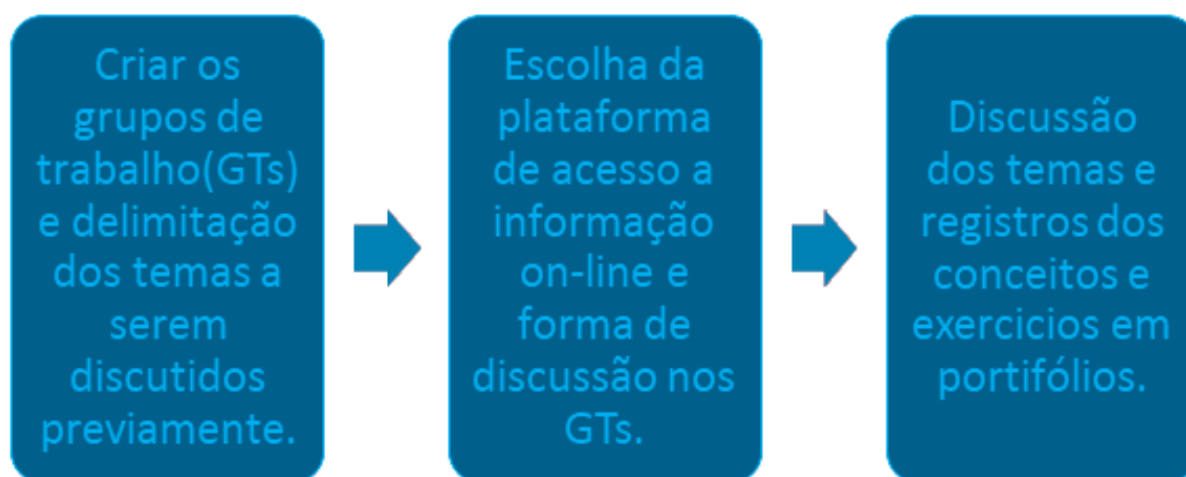 Criar os
grupos de
trabalho(GTs)
e delimitação
dos temas a
serem
discutidos
previamente.
Escolha da
plataforma
de acesso a
informação
on-line e
forma de
discussão nos
GTs.
Discussão
dos temas e
registros dos
conceitos e
exercicios em
portifólios.